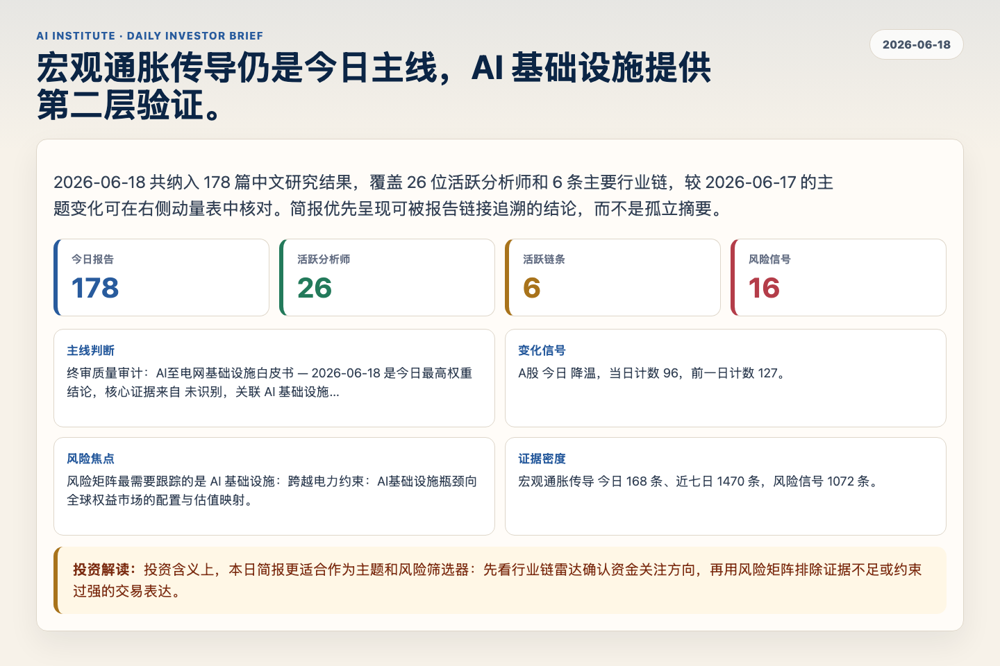 AI INSTITUTE · DAILY INVESTOR BRIEF
2026-06-18
宏观通胀传导仍是今日主线，AI 基础设施提供
第二层验证。
2026-06-18 共纳入 178 篇中文研究结果，覆盖 26 位活跃分析师和 6 条主要行业链，较 2026-06-17 的主
题变化可在右侧动量表中核对。简报优先呈现可被报告链接追溯的结论，而不是孤立摘要。
今日报告
178
活跃分析师
26
活跃链条
6
风险信号
16
主线判断
终审质量审计：AI至电网基础设施白皮书 — 2026-06-18 是今日最高权重
结论，核心证据来自 未识别，关联 AI 基础设施...
变化信号
A股 今日 降温，当日计数 96，前一日计数 127。
风险焦点
风险矩阵最需要跟踪的是 AI 基础设施：跨越电力约束：AI基础设施瓶颈向
全球权益市场的配置与估值映射。
证据密度
宏观通胀传导 今日 168 条、近七日 1470 条，风险信号 1072 条。
投资解读：投资含义上，本日简报更适合作为主题和风险筛选器：先看行业链雷达确认资金关注方向，再用风险矩阵排除证据不足或约束
过强的交易表达。